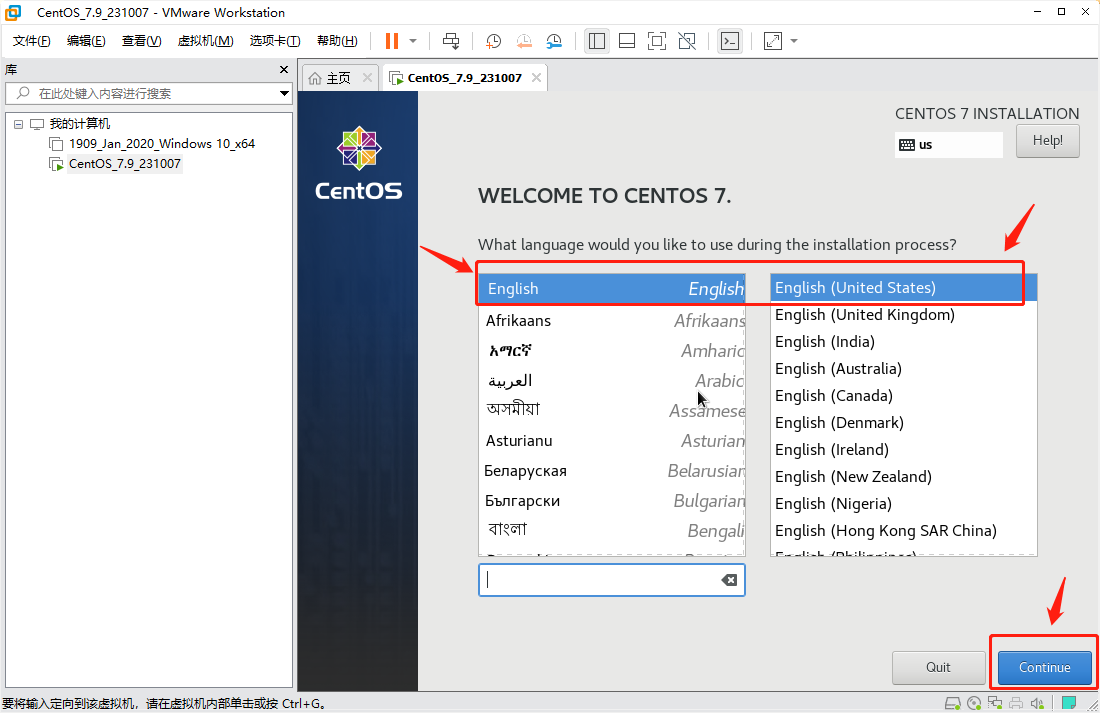 CentOS_7.9_231007 - VMware Workstation
文件(F) 编辑(E) 查看(V) 虚拟机(M) 选项卡(T) 帮助(H)
库
在此处键入内容进行搜索
我的计算机
1909_Jan_2020_Windows 10_x64
CentOS_7.9_231007
主页 CentOS_7.9_231007
CentOS
CENTOS 7 INSTALLATION
us
Help!
WELCOME TO CENTOS 7.
What language would you like to use during the installation process?
English English
Afrikaans Afrikaans
አማርኛ Amharic
العربية Arabic
অসমীয়া Assamese
Asturianu Asturian
Беларуская Belarusian
Български Bulgarian
বাংলা Bengali
English (United States)
English (United Kingdom)
English (India)
English (Australia)
English (Canada)
English (Denmark)
English (Ireland)
English (New Zealand)
English (Nigeria)
English (Hong Kong SAR China)
English (Philippines)
Quit Continue
要将输入定向到该虚拟机，请在虚拟机内部单击或按 Ctrl+G。